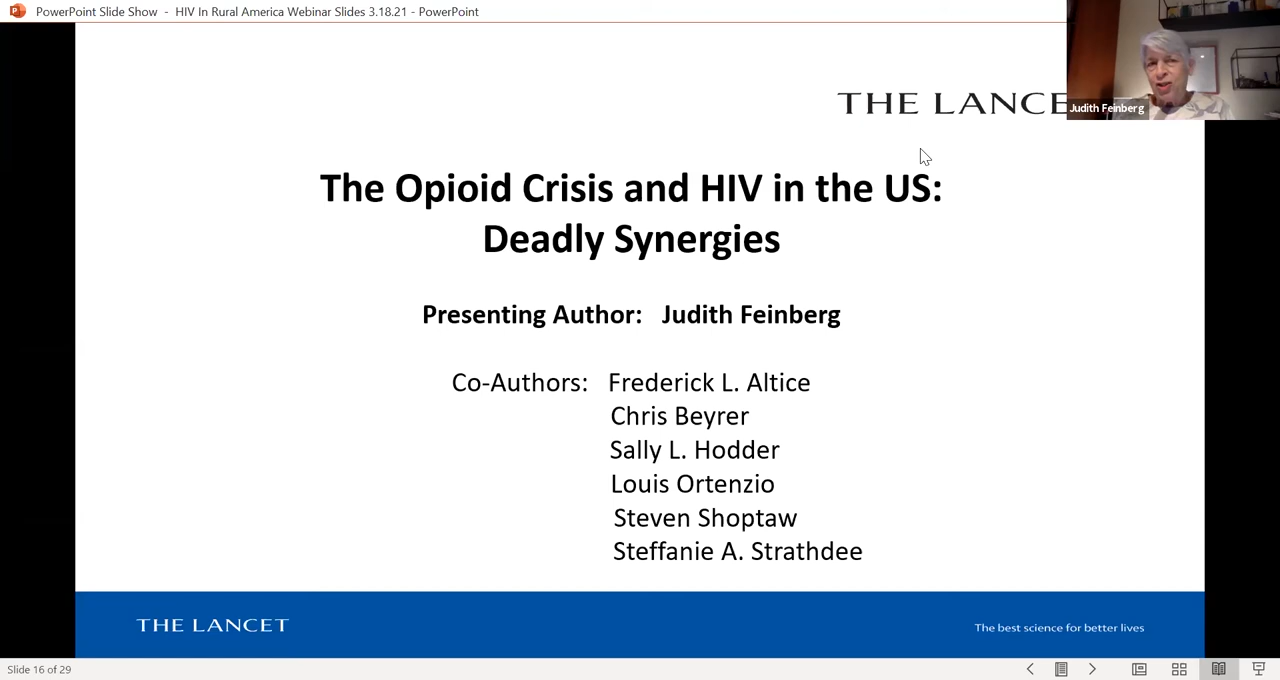 PowerPoint Slide Show - HIV In Rural America Webinar Slides 3.18.21 - PowerPoint
THE LANCE
Judith Feinberg
The Opioid Crisis and HIV in the US:
Deadly Synergies
Presenting Author: Judith Feinberg
Co-Authors: Frederick L. Altice
Chris Beyrer
Sally L. Hodder
Louis Ortenzio
Steven Shoptaw
Steffanie A. Strathdee
THE LANCET
The best science for better lives
Slide 16 of 29